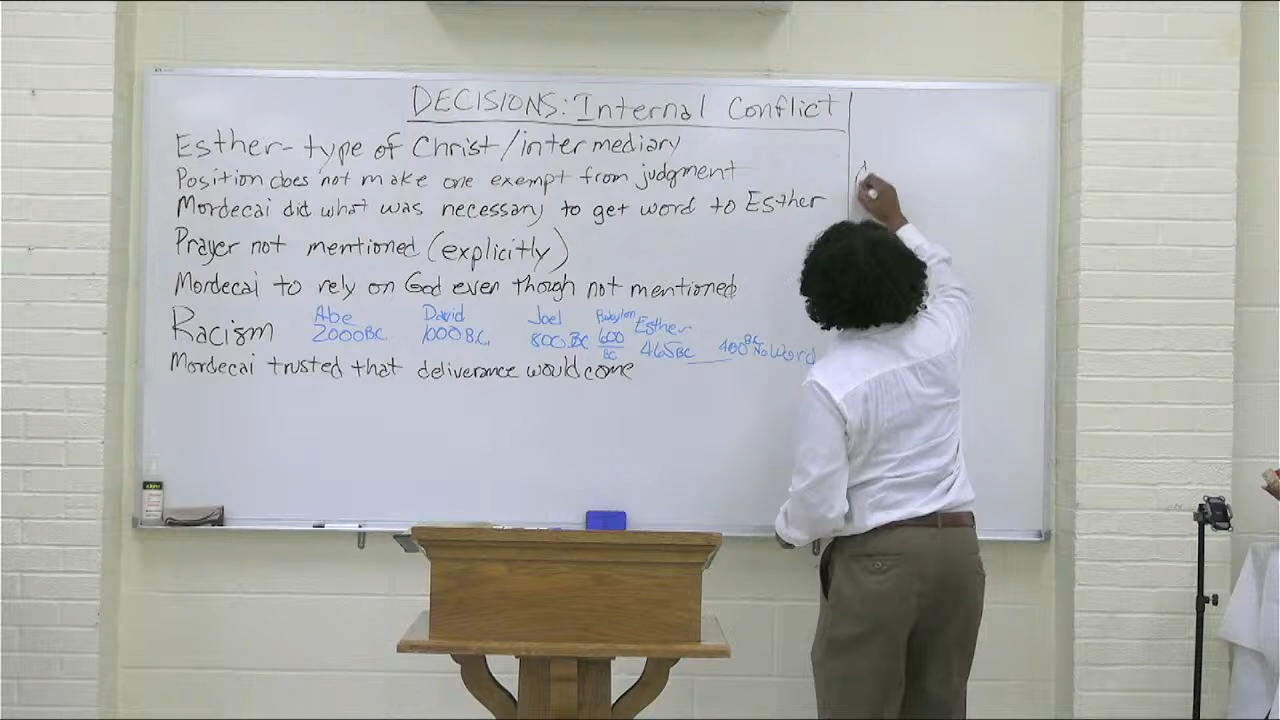 DECISIONS: Internal Conflict
Esther- type of Christ/intermediary
Position does not make one exempt from judgment
Mordecai did what was necessary to get word to Esther
Prayer not mentioned (explicitly)
Mordecai to rely on God even though not mentioned
Racism
Abe David Joel Babylon Esther
2000BC 1000B.C. 800 BC 600 BC 465BC 400BC No Word
Mordecai trusted that deliverance would come